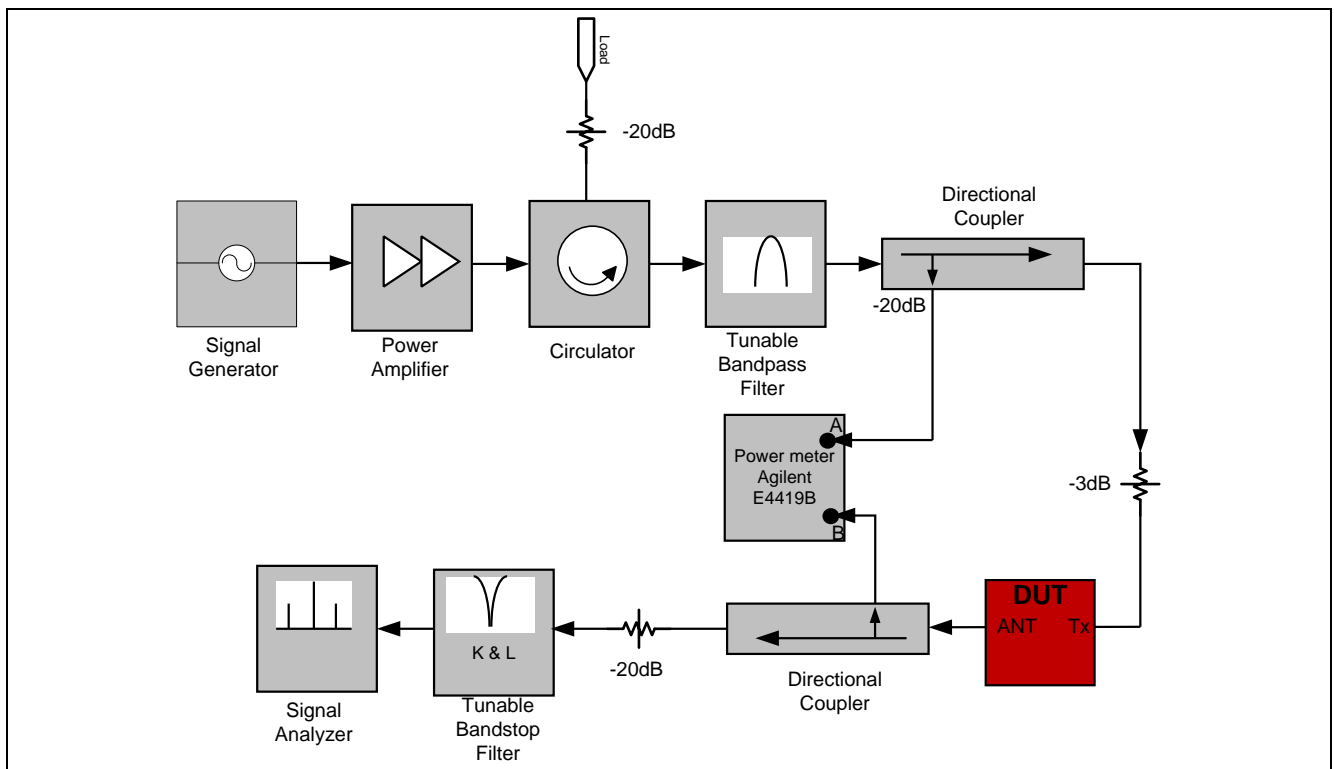 Load
-20dB
Directional
Coupler
-20dB
Signal
Generator
Power
Amplifier
Circulator
Tunable
Bandpass
Filter
A
Power meter
Agilent
E4419B
B
-3dB
DUT
ANT Tx
K & L
-20dB
Directional
Coupler
Signal
Analyzer
Tunable
Bandstop
Filter